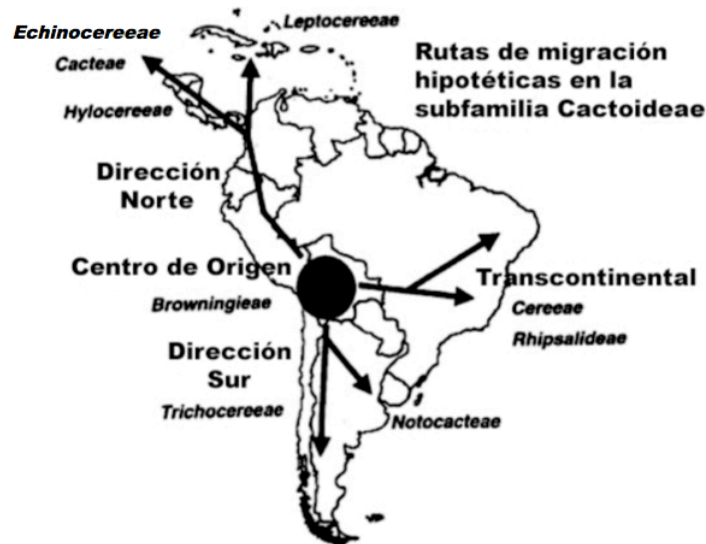 Echinocereeae
Leptocereeae
Cacteae
Hylocereeae
Rutas de migración
hipotéticas en la
subfamilia Cactoideae
Dirección
Norte
Centro de Origen
Browningieae
Transcontinental
Cereeae
Rhipsalideae
Dirección
Sur
Trichocereeae
Notocacteae